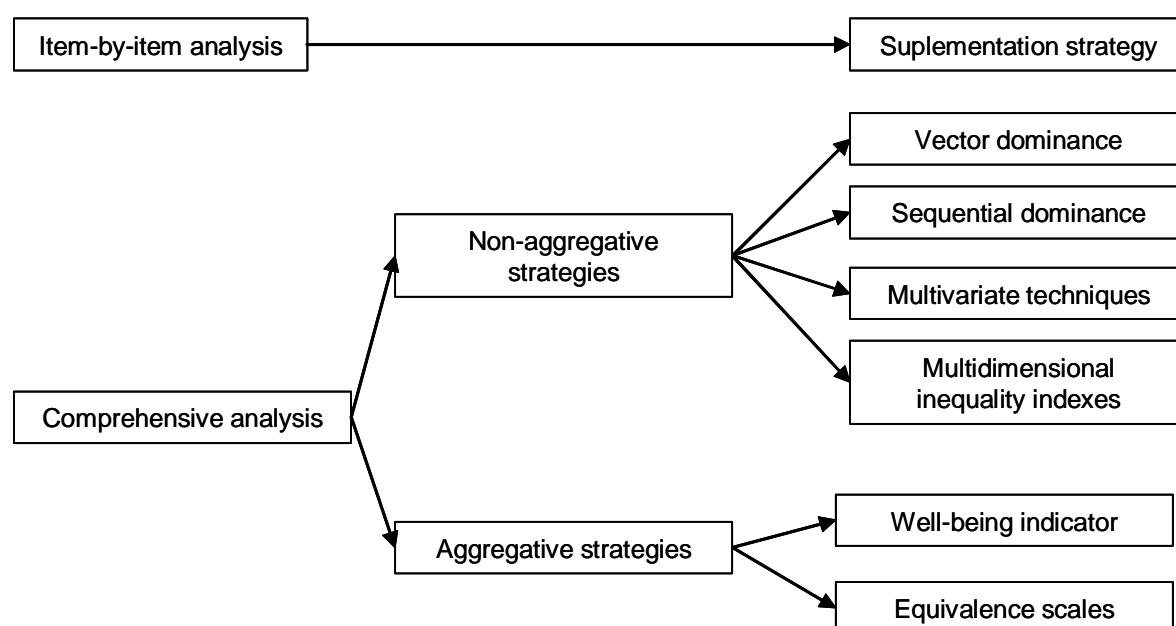 Item-by-item analysis
Suplementation strategy
Vector dominance
Sequential dominance
Non-aggregative
strategies
Multivariate techniques
Multidimensional
inequality indexes
Comprehensive analysis
Well-being indicator
Aggregative strategies
Equivalence scales